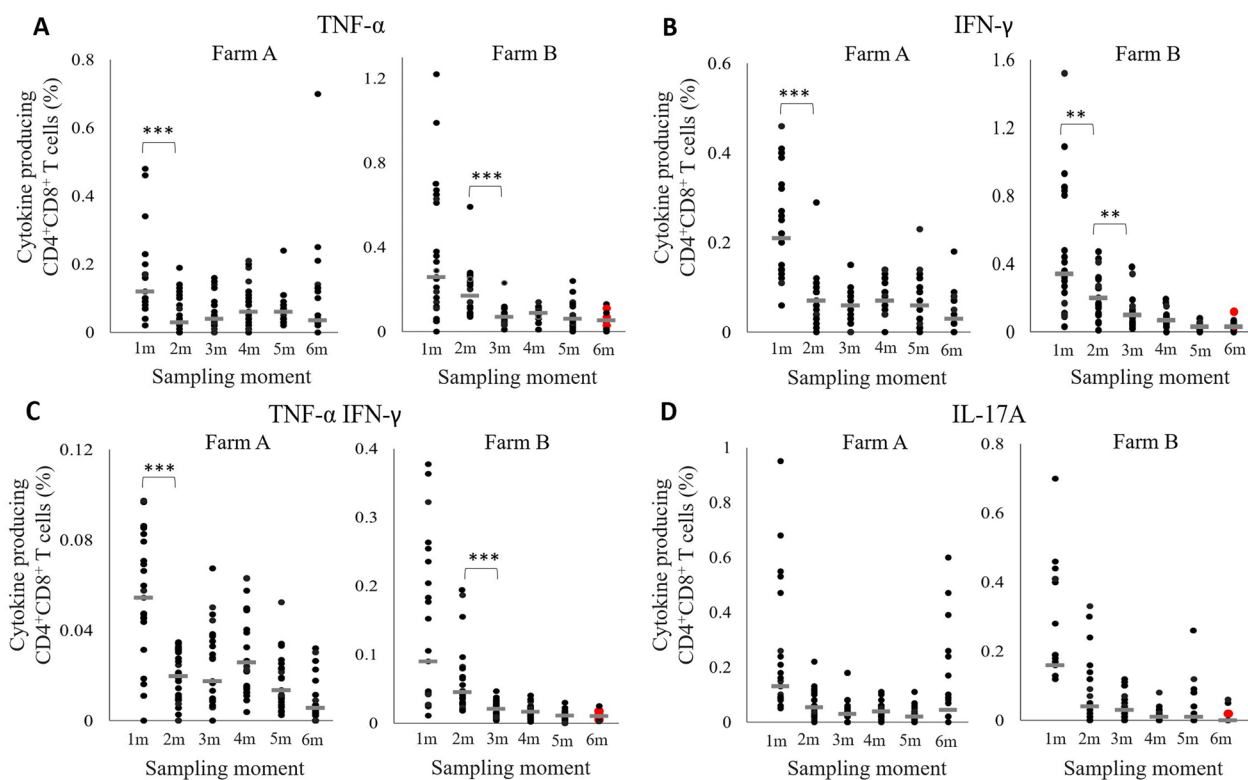 A
TNF-α
Farm A
Farm B
Cytokine producing
CD4⁺CD8⁺ T cells (%)
0.8
0.6
0.4
0.2
0
***
1m 2m 3m 4m 5m 6m
Sampling moment
1.2
0.8
0.4
0
***
1m 2m 3m 4m 5m 6m
Sampling moment
B
IFN-γ
Farm A
Farm B
Cytokine producing
CD4⁺CD8⁺ T cells (%)
0.6
0.4
0.2
0
***
1m 2m 3m 4m 5m 6m
Sampling moment
1.6
1.2
0.8
0.4
0
**
**
1m 2m 3m 4m 5m 6m
Sampling moment
C
TNF-α IFN-γ
Farm A
Farm B
Cytokine producing
CD4⁺CD8⁺ T cells (%)
0.12
0.08
0.04
0
***
1m 2m 3m 4m 5m 6m
Sampling moment
0.4
0.3
0.2
0.1
0
***
1m 2m 3m 4m 5m 6m
Sampling moment
D
IL-17A
Farm A
Farm B
Cytokine producing
CD4⁺CD8⁺ T cells (%)
1
0.8
0.6
0.4
0.2
0
1m 2m 3m 4m 5m 6m
Sampling moment
0.8
0.6
0.4
0.2
0
1m 2m 3m 4m 5m 6m
Sampling moment